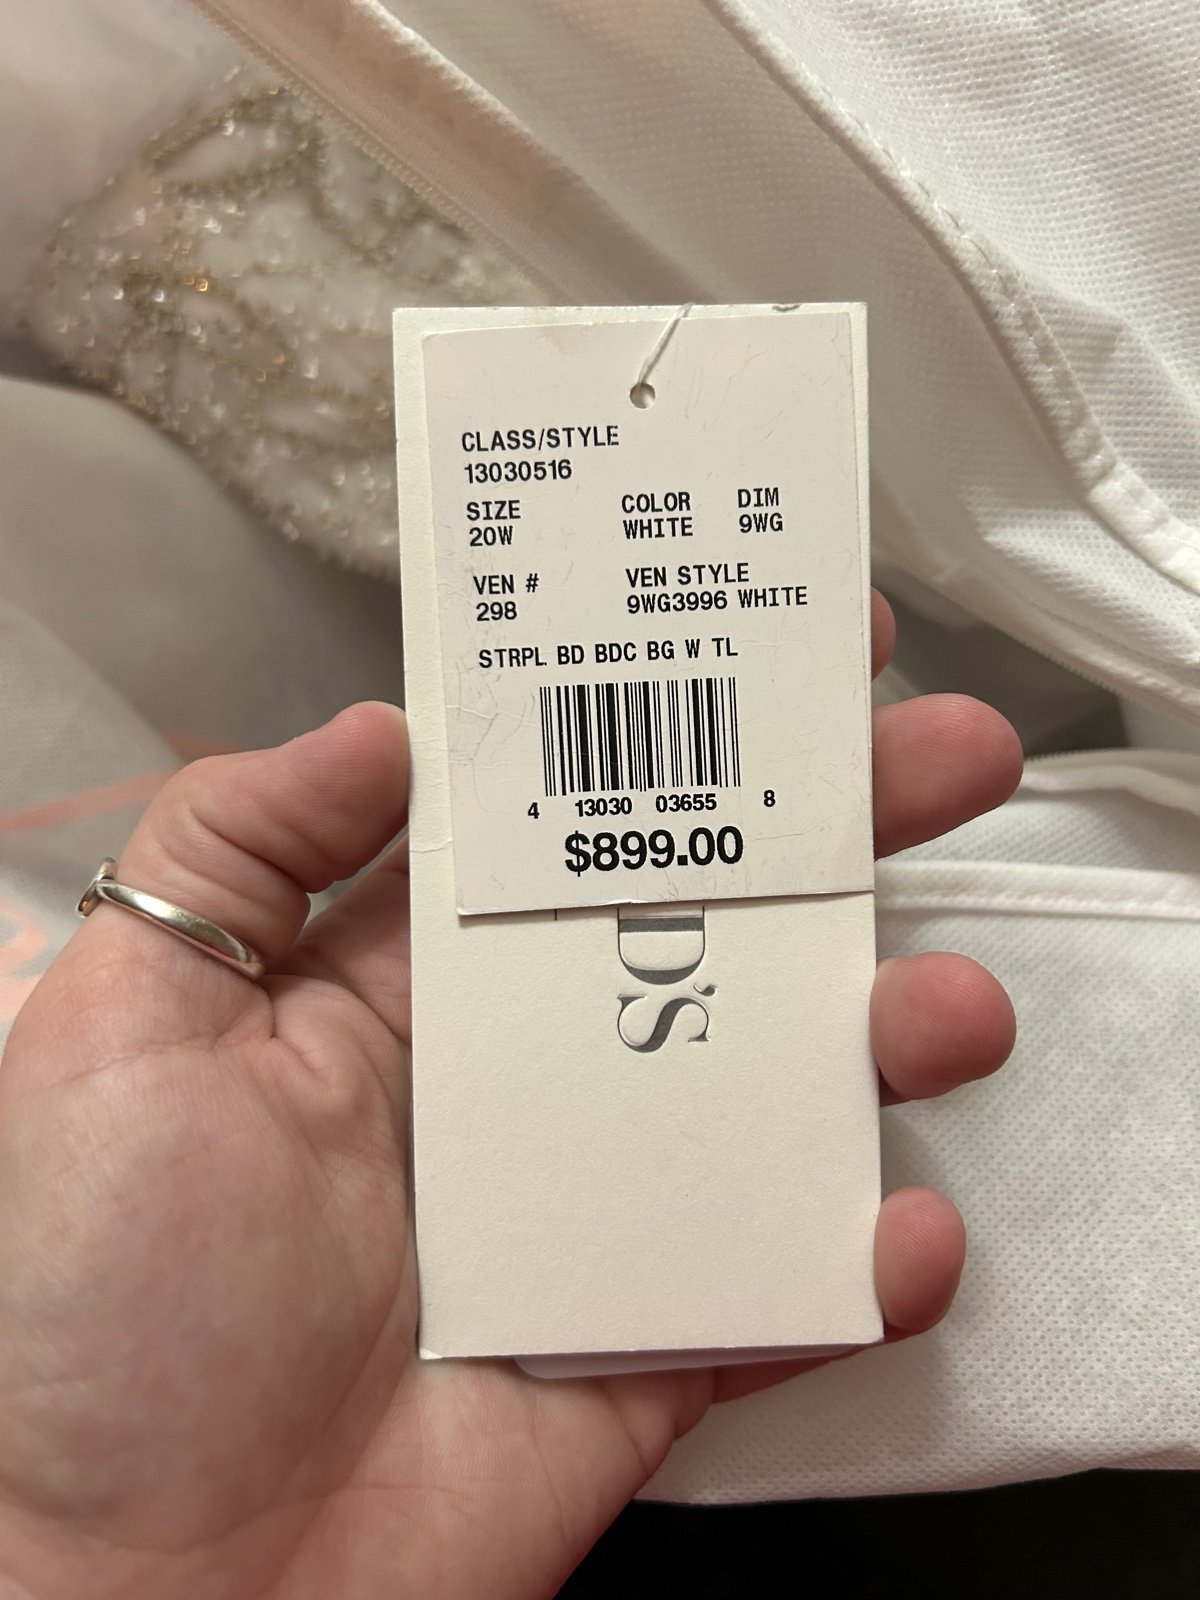 CLASS/STYLE
13030516
SIZE COLOR DIM
20W WHITE 9WG
VEN # VEN STYLE
298 9WG3996 WHITE
STRPL BD BDC BG W TL
4 13030 03655 8
$899.00
D'S